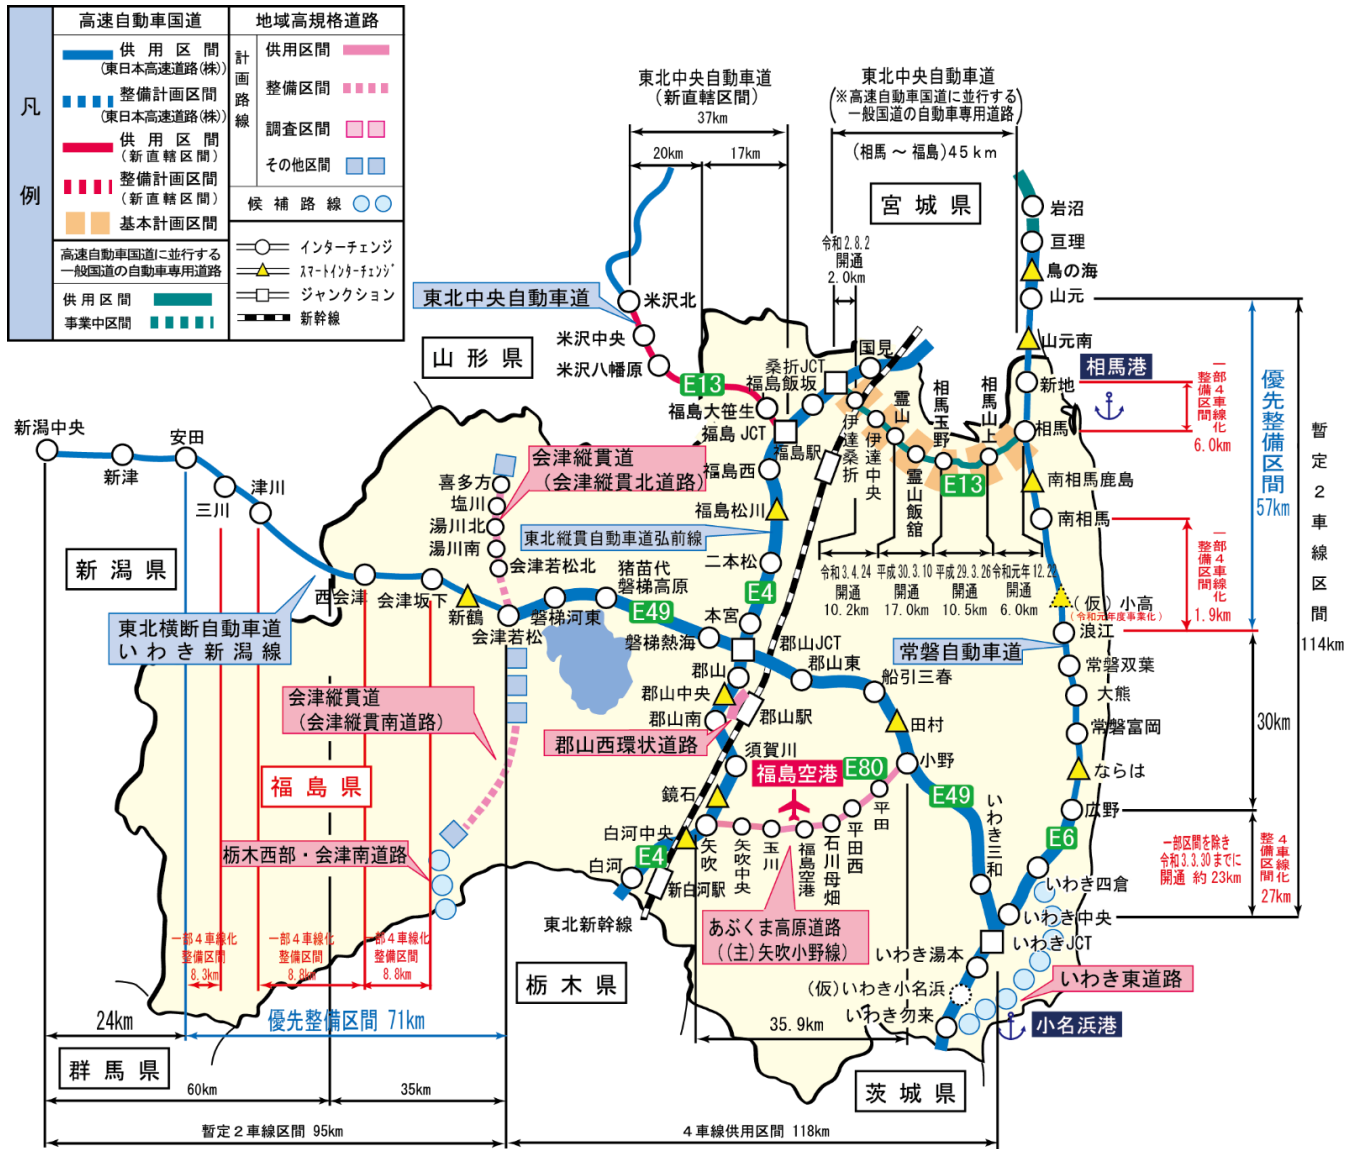 凡例
高速自動車国道
供用区間
(東日本高速道路(株))
整備計画区間
(東日本高速道路(株))
供用区間
(新直轄区間)
整備計画区間
(新直轄区間)
基本計画区間
高速自動車国道に並行する
一般国道の自動車専用道路
供用区間
事業中区間
地域高規格道路
計画路線
供用区間
整備区間
調査区間
その他区間
候補路線
インターチェンジ
スマートインターチェンジ
ジャンクション
新幹線
東北中央自動車道
(新直轄区間)
37km
20km
17km
東北中央自動車道
(※高速自動車国道に並行する
一般国道の自動車専用道路)
(相馬～福島)45km
宮城県
令和2.8.2
開通
2.0km
岩沼
亘理
鳥の海
山元
山元南
相馬港
新地
相馬
南相馬鹿島
南相馬
(仮)小高
(令和元年度事業化)
浪江
常磐双葉
大熊
常磐富岡
ならは
広野
E6
いわき四倉
いわき中央
いわきJCT
いわき湯本
(仮)いわき小名浜
いわき勿来
いわき東道路
小名浜港
常磐自動車道
一部4車線化
整備区間
6.0km
優先整備区間
57km
暫定2車線区間
114km
一部4車線化
整備区間
1.9km
30km
一部区間を除き
令和3.3.30までに
開通 約23km
4車線化
整備区間
27km
東北中央自動車道
米沢北
米沢中央
米沢八幡原
E13
山形県
福島大笹生
福島JCT
福島飯坂
桑折JCT
国見
伊達桑折
伊達中央
霊山
霊山飯舘
相馬玉野
相馬山上
E13
令和3.4.24
開通
10.2km
平成30.3.10
開通
17.0km
平成29.3.26
開通
10.5km
令和元年12.22
開通
6.0km
福島駅
福島西
福島松川
東北縦貫自動車道弘前線
二本松
E4
本宮
郡山JCT
郡山
郡山中央
郡山南
郡山駅
郡山西環状道路
須賀川
鏡石
矢吹
白河中央
白河
E4
新白河駅
東北新幹線
新潟中央
新津
安田
三川
津川
新潟県
西会津
会津坂下
新鶴
会津若松
磐梯河東
猪苗代
磐梯高原
E49
磐梯熱海
郡山東
船引三春
田村
小野
E49
いわき三和
東北横断自動車道
いわき新潟線
会津縦貫道
(会津縦貫北道路)
喜多方
塩川
湯川北
湯川南
会津若松北
会津縦貫道
(会津縦貫南道路)
福島県
栃木西部・会津南道路
福島空港
E80
矢吹中央
玉川
福島空港
石川母畑
平田西
平田
あぶくま高原道路
((主)矢吹小野線)
35.9km
栃木県
茨城県
群馬県
一部4車線化
整備区間
8.3km
一部4車線化
整備区間
8.8km
一部4車線化
整備区間
8.8km
24km
優先整備区間 71km
60km
35km
暫定2車線区間 95km
4車線供用区間 118km